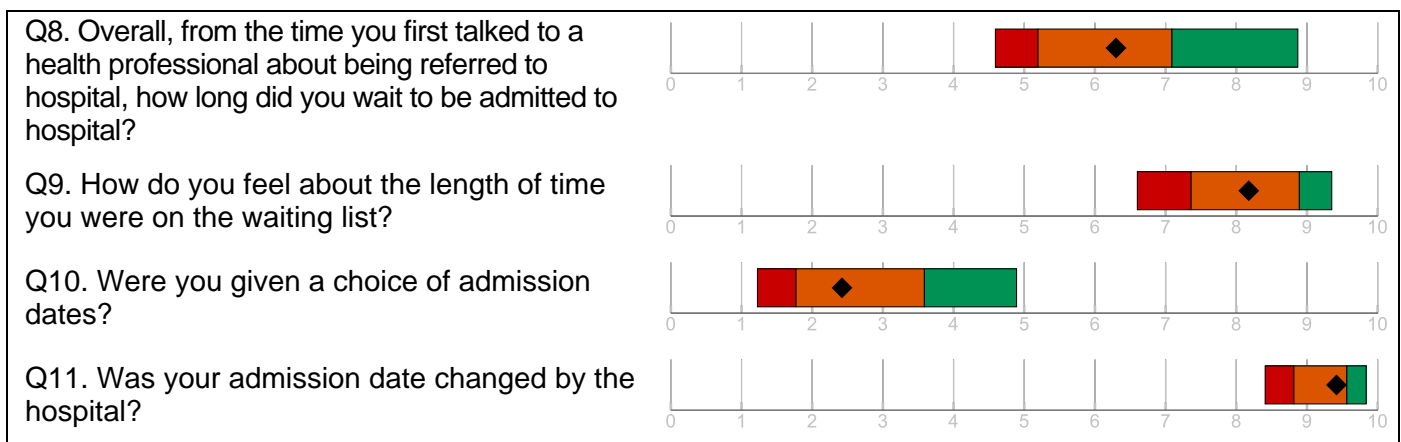 Q8. Overall, from the time you first talked to a
health professional about being referred to
hospital, how long did you wait to be admitted to
hospital?
0 1 2 3 4 5 6 7 8 9 10
Q9. How do you feel about the length of time
you were on the waiting list?
0 1 2 3 4 5 6 7 8 9 10
Q10. Were you given a choice of admission
dates?
0 1 2 3 4 5 6 7 8 9 10
Q11. Was your admission date changed by the
hospital?
0 1 2 3 4 5 6 7 8 9 10